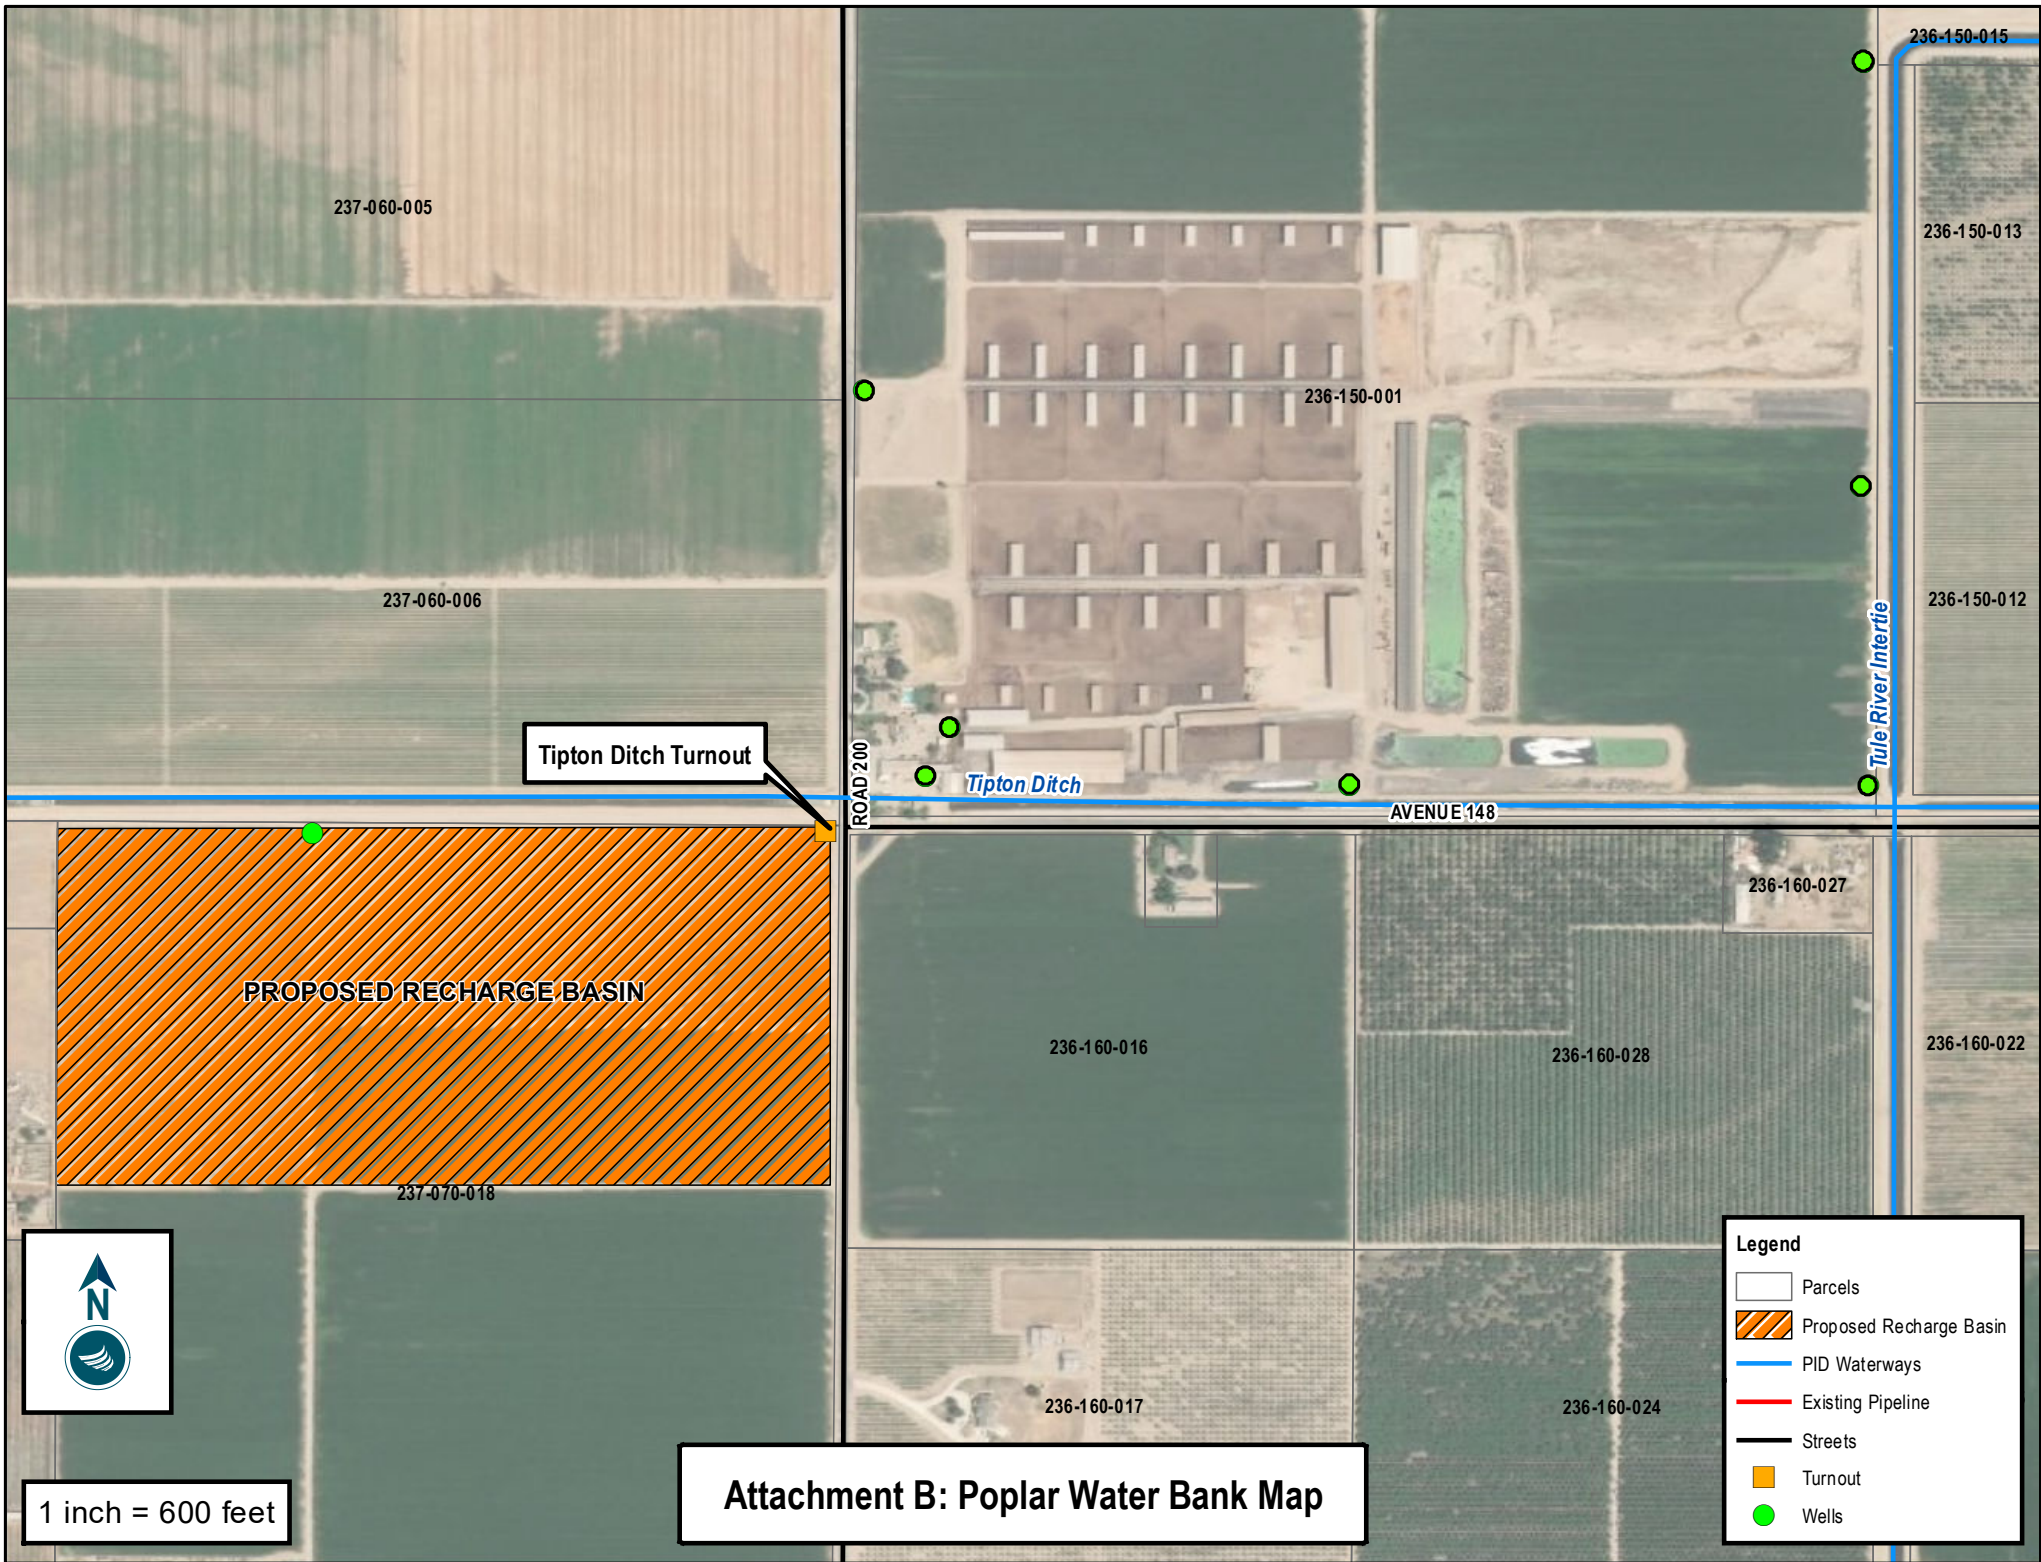 236-150-015
237-060-005
236-150-013
236-150-001
237-060-006
236-150-012
Tule River Intertie
Tipton Ditch Turnout
ROAD 200
Tipton Ditch
AVENUE 148
236-160-027
PROPOSED RECHARGE BASIN
236-160-016
236-160-028
236-160-022
237-070-018
N
236-160-017
236-160-024
Legend
Parcels
Proposed Recharge Basin
PID Waterways
Existing Pipeline
Streets
Turnout
Wells
Attachment B: Poplar Water Bank Map
1 inch = 600 feet